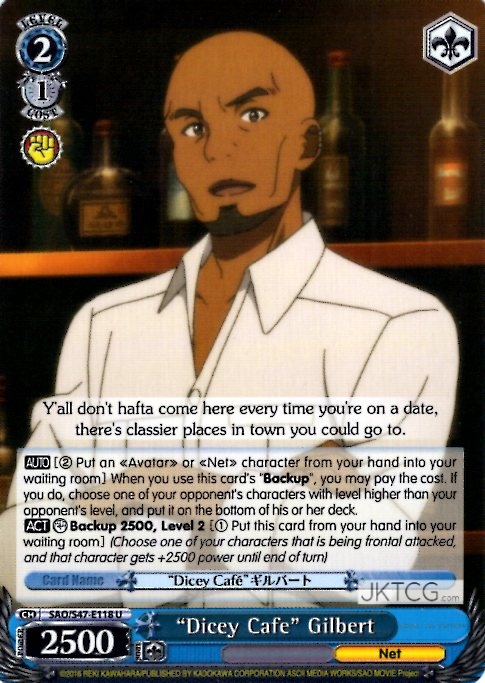 LEVEL
2
1
COST
Y'all don't hafta come here every time you're on a date,
there's classier places in town you could go to.
AUTO [② Put an «Avatar» or «Net» character from your hand into your
waiting room] When you use this card's "Backup", you may pay the cost. If
you do, choose one of your opponent's characters with level higher than your
opponent's level, and put it on the bottom of his or her deck.
ACT Backup 2500, Level 2 [① Put this card from your hand into your
waiting room] (Choose one of your characters that is being frontal attacked,
and that character gets +2500 power until end of turn)
Card Name "Dicey Café"ギルバート
JKTCG.com
CH SAO/S47-E118 U
"Dicey Cafe" Gilbert
POWER 2500 SOUL
Net
©2016 REKI KAWAHARA/PUBLISHED BY KADOKAWA CORPORATION ASCII MEDIA WORKS/SAO MOVIE Project